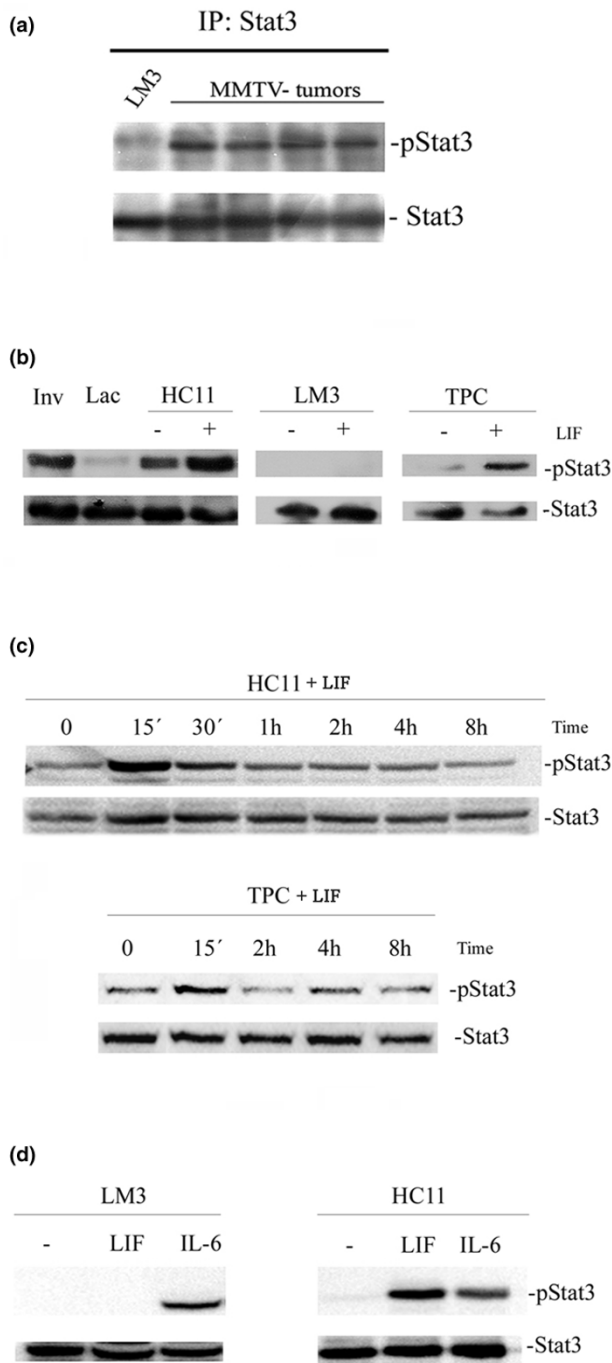 (a)
IP: Stat3
LM3 MMTV- tumors
-pStat3
- Stat3
(b)
Inv Lac HC11 LM3 TPC
- + - + - + LIF
-pStat3
-Stat3
(c)
HC11 + LIF
0 15´ 30´ 1h 2h 4h 8h Time
-pStat3
-Stat3
TPC + LIF
0 15´ 2h 4h 8h Time
-pStat3
-Stat3
(d)
LM3 HC11
- LIF IL-6 - LIF IL-6
-pStat3
-Stat3